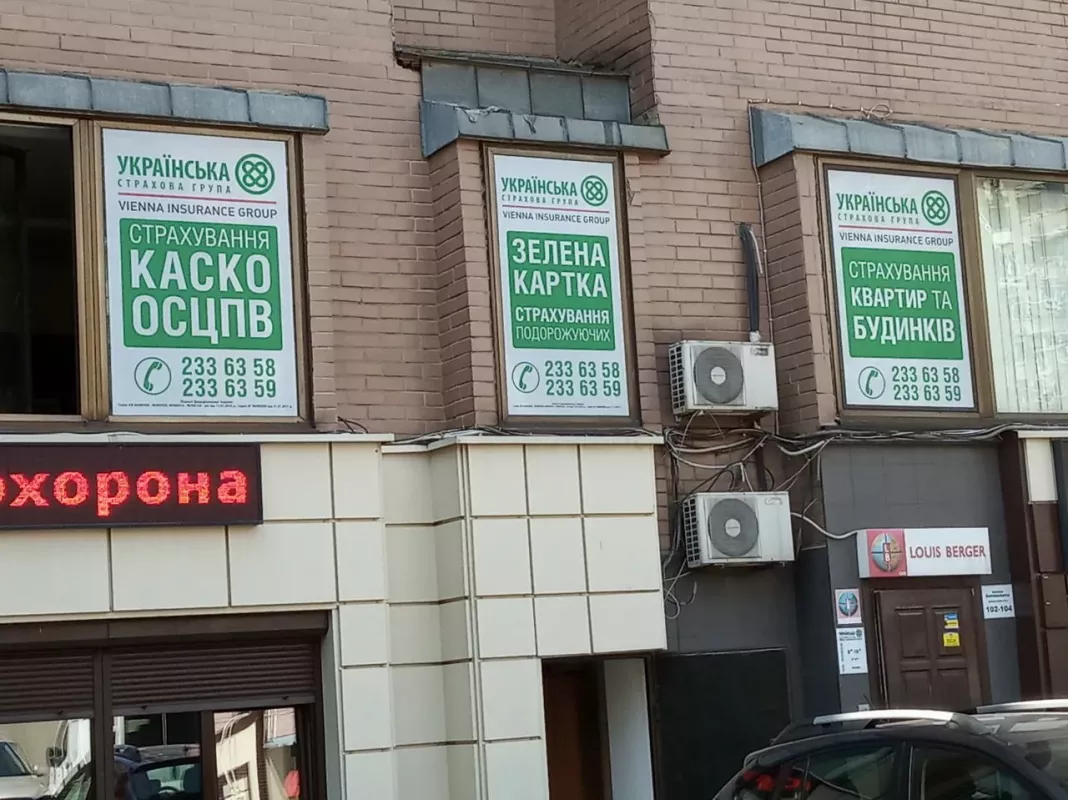 УКРАЇНСЬКА
СТРАХОВА ГРУПА
VIENNA INSURANCE GROUP
СТРАХУВАННЯ
КАСКО
ОСЦПВ
233 63 58
233 63 59
УКРАЇНСЬКА
СТРАХОВА ГРУПА
VIENNA INSURANCE GROUP
ЗЕЛЕНА
КАРТКА
СТРАХУВАННЯ
ПОДОРОЖУЮЧИХ
233 63 58
233 63 59
УКРАЇНСЬКА
СТРАХОВА ГРУПА
VIENNA INSURANCE GROUP
СТРАХУВАННЯ
КВАРТИР ТА
БУДИНКІВ
233 63 58
233 63 59
охорона
LOUIS BERGER
102-104